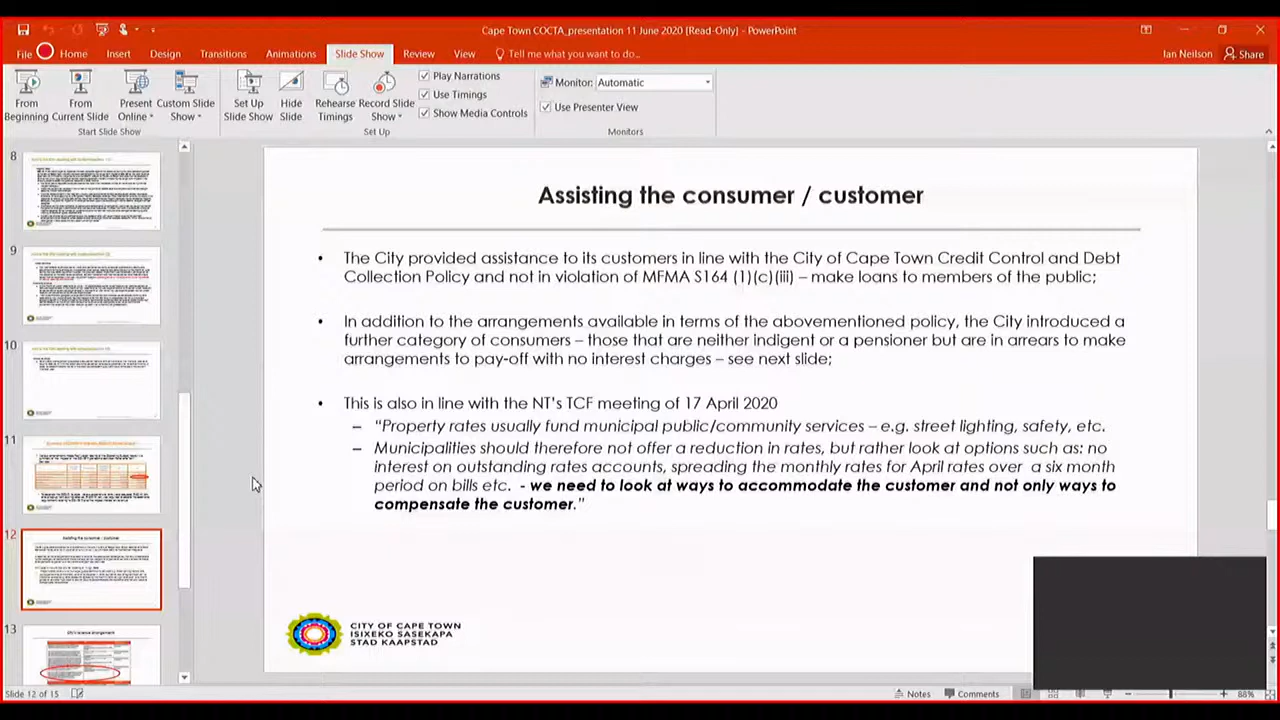 Cape Town COCTA_presentation 11 June 2020 [Read-Only] - PowerPoint
File Home Insert Design Transitions Animations Slide Show Review View Tell me what you want to do... Ian Neilson Share
From Beginning
From Current Slide
Present Online
Custom Slide Show
Start Slide Show
Set Up Slide Show
Hide Slide
Rehearse Timings
Record Slide Show
Play Narrations
Use Timings
Show Media Controls
Set Up
Monitor: Automatic
Use Presenter View
Monitors
8
9
10
11
12
Assisting the consumer / customer
13
Assisting the consumer / customer
• The City provided assistance to its customers in line with the City of Cape Town Credit Control and Debt
Collection Policy and not in violation of MFMA S164 (1)(c)(iii) – make loans to members of the public;
• In addition to the arrangements available in terms of the abovementioned policy, the City introduced a
further category of consumers – those that are neither indigent or a pensioner but are in arrears to make
arrangements to pay-off with no interest charges – see next slide;
• This is also in line with the NT's TCF meeting of 17 April 2020
– “Property rates usually fund municipal public/community services – e.g. street lighting, safety, etc.
– Municipalities should therefore not offer a reduction in rates, but rather look at options such as: no
interest on outstanding rates accounts, spreading the monthly rates for April rates over a six month
period on bills etc. - we need to look at ways to accommodate the customer and not only ways to
compensate the customer.”
CITY OF CAPE TOWN
ISIXEKO SASEKAPA
STAD KAAPSTAD
Slide 12 of 15
Notes Comments 88%